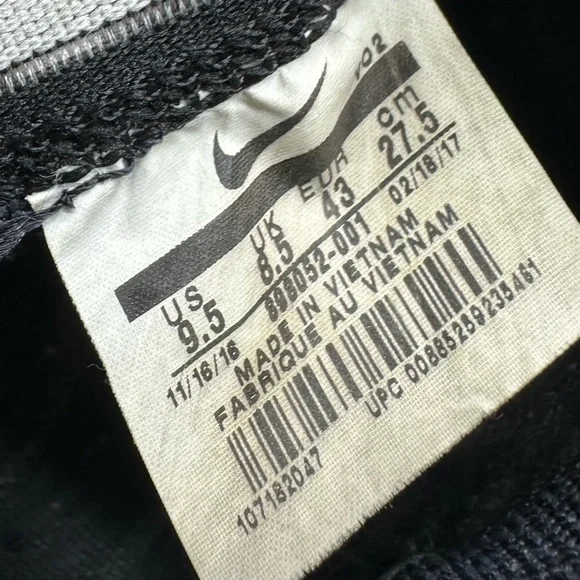 VO2
US UK EUR cm
9.5 8.5 43 27.5
11/16/16 898052-001 02/18/17
MADE IN VIETNAM
FABRIQUE AU VIETNAM
UPC 00885259235461
107182047